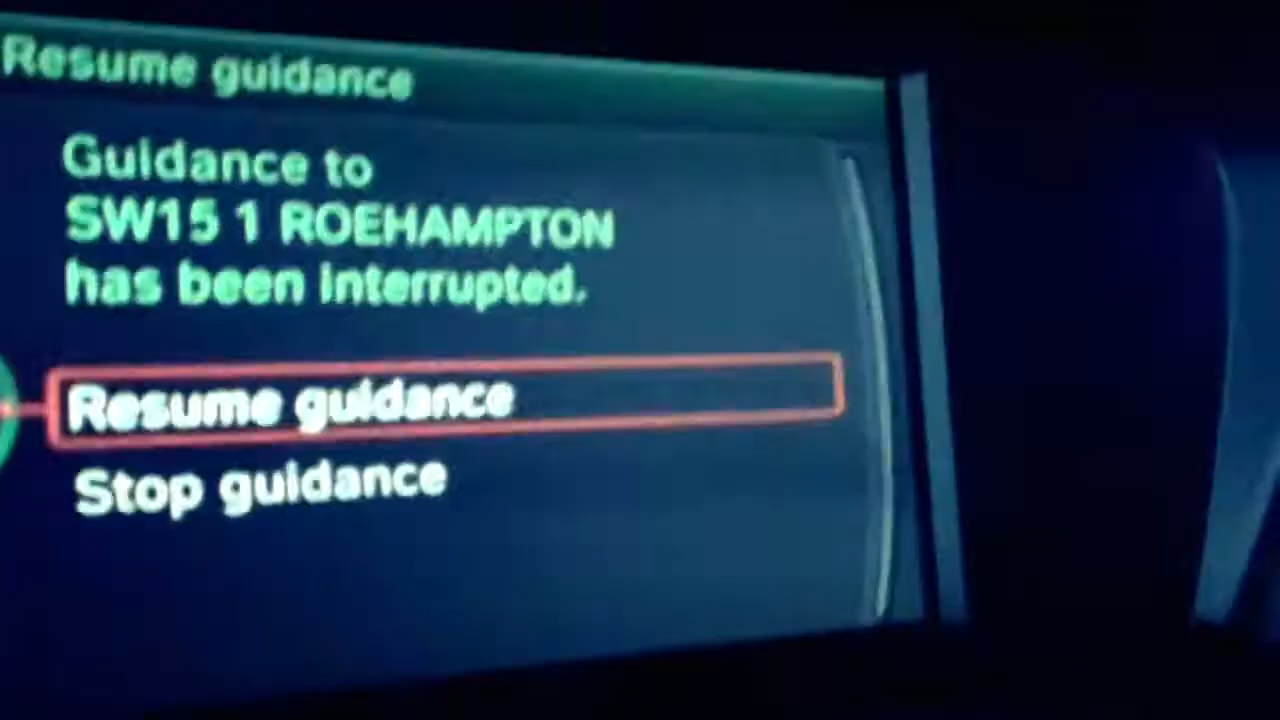 Resume guidance
Guidance to
SW15 1 ROEHAMPTON
has been interrupted.
Resume guidance
Stop guidance